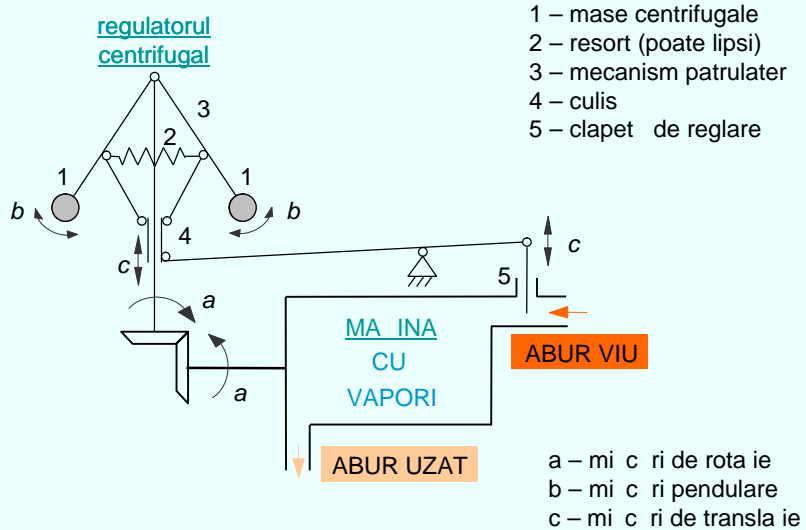 regulatorul
centrifugal
1 – mase centrifugale
2 – resort (poate lipsi)
3 – mecanism patrulater
4 – culis
5 – clapet de reglare
3
2
1
1
b
b
4
c
c
a
5
MA INA
CU
VAPORI
ABUR VIU
a
ABUR UZAT
a – mi c ri de rota ie
b – mi c ri pendulare
c – mi c ri de transla ie